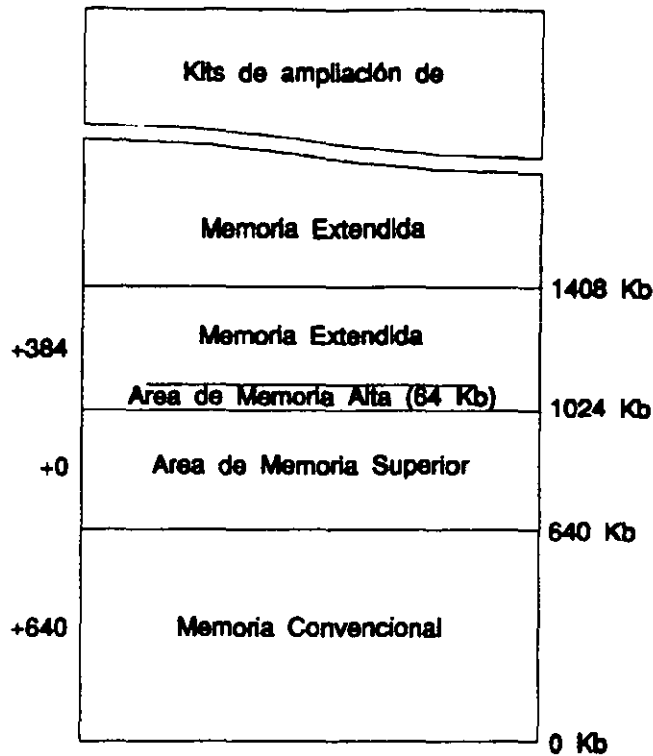 Kits de ampliación de
Memoria Extendida
1408 Kb
+384
Memoria Extendida
Area de Memoria Alta (64 Kb)
1024 Kb
+0
Area de Memoria Superior
640 Kb
+640
Memoria Convencional
0 Kb